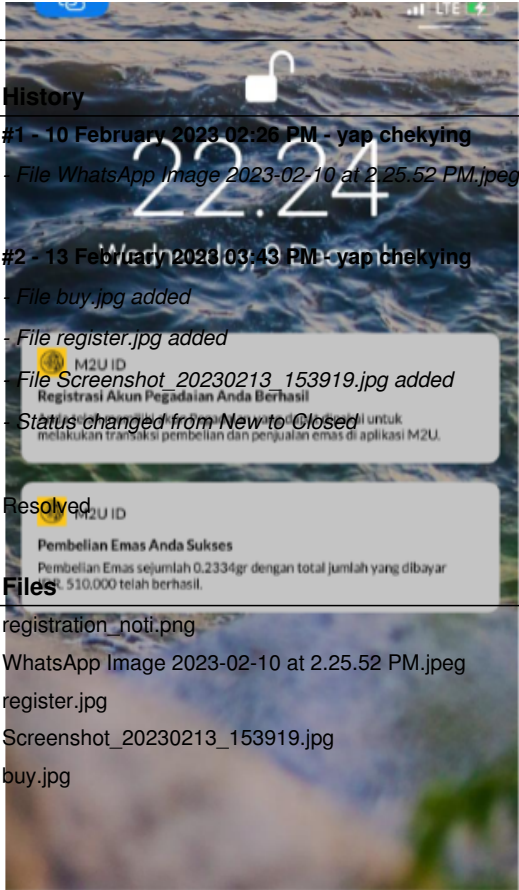 LTE
History
#1 - 10 February 2023 02:26 PM - yap chekying
- File WhatsApp Image 2023-02-10 at 2.25.52 PM.jpeg
22.24
Wednesday, 9 December
#2 - 13 February 2023 03:43 PM - yap chekying
- File buy.jpg added
- File register.jpg added
M2U ID
- File Screenshot_20230213_153919.jpg added
Registrasi Akun Pegadaian Anda Berhasil
- Status changed from New to Closed
untuk
melakukan transaksi pembelian dan penjualan emas di aplikasi M2U.
Resolved
M2U ID
Pembelian Emas Anda Sukses
Pembelian Emas sejumlah 0.2334gr dengan total jumlah yang dibayar
Files
IDR. 510.000 telah berhasil.
registration_noti.png
WhatsApp Image 2023-02-10 at 2.25.52 PM.jpeg
register.jpg
Screenshot_20230213_153919.jpg
buy.jpg